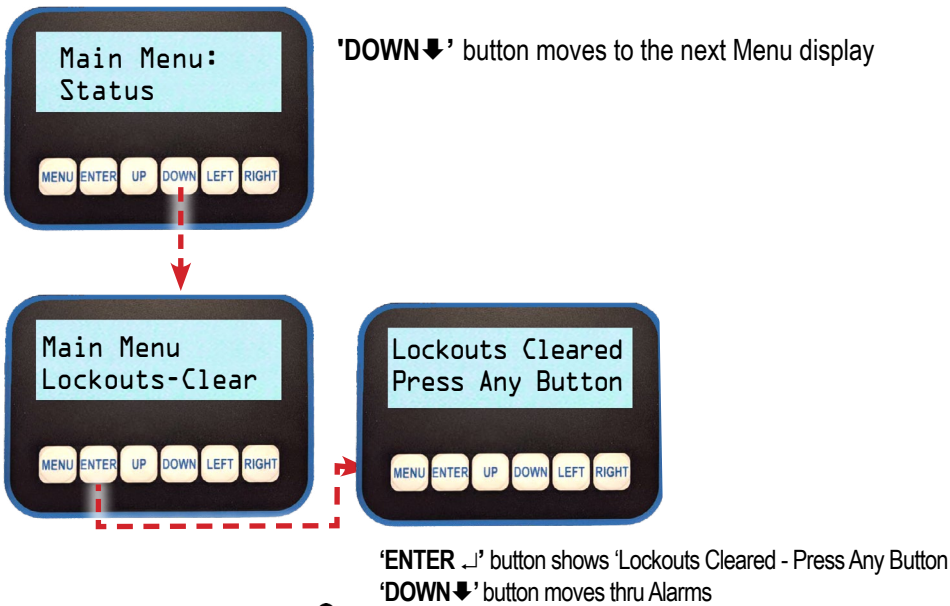 Main Menu:
Status
'DOWN⬇' button moves to the next Menu display
MENU ENTER UP DOWN LEFT RIGHT
Main Menu
Lockouts-Clear
MENU ENTER UP DOWN LEFT RIGHT
Lockouts Cleared
Press Any Button
MENU ENTER UP DOWN LEFT RIGHT
‘ENTER ↵’ button shows ‘Lockouts Cleared - Press Any Button
‘DOWN⬇’ button moves thru Alarms